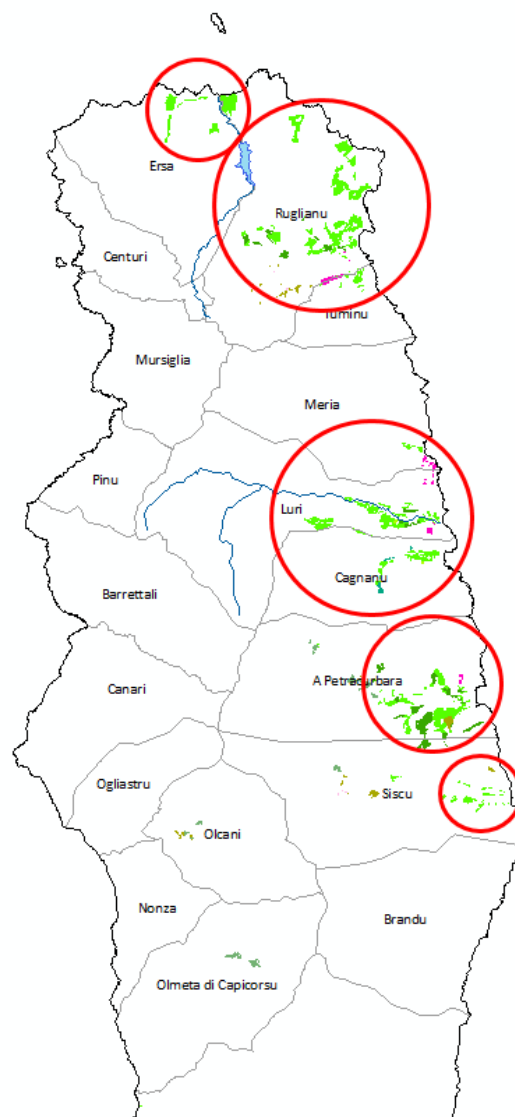 Ersa
Ruglianu
Centuri
Tuminu
Mursiglia
Meria
Pinu
Luri
Cagnanu
Barrettali
A Petracurbara
Canari
Ogliastru
Siscu
Olcani
Nonza
Brandu
Olmeta di Capicorsu